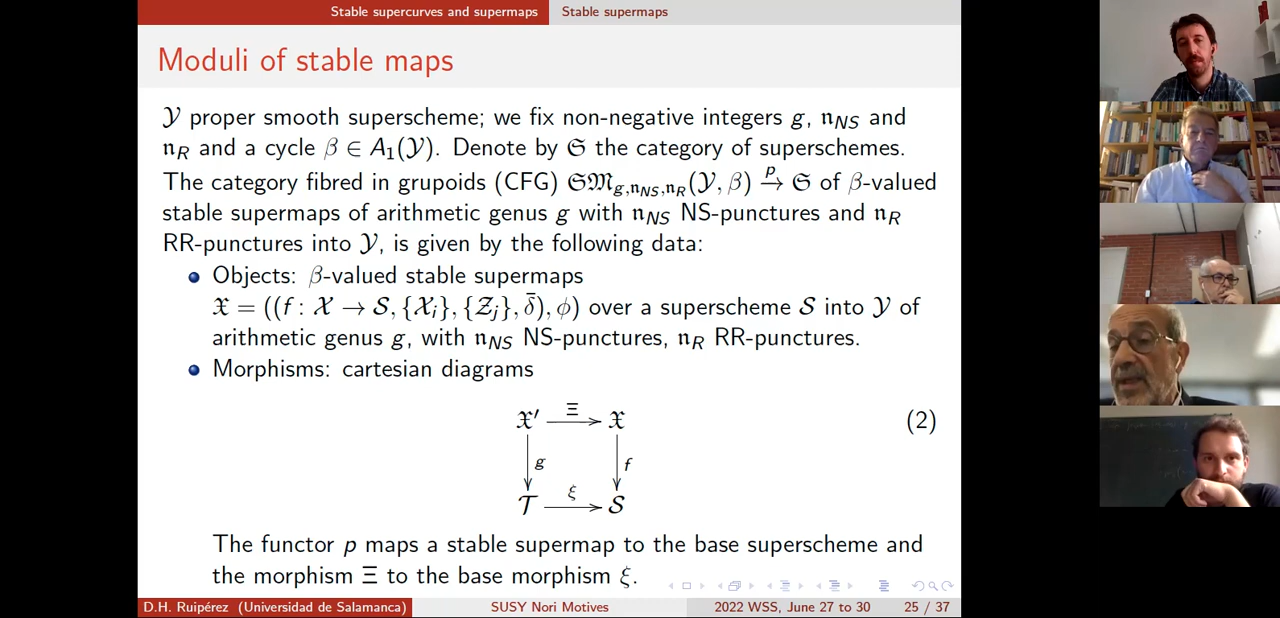 Stable supercurves and supermaps Stable supermaps
Moduli of stable maps
𝒴 proper smooth superscheme; we fix non-negative integers g, 𝔫_NS and
𝔫_R and a cycle β ∈ A₁(𝒴). Denote by 𝔖 the category of superschemes.
The category fibred in grupoids (CFG) 𝔖𝔐_{g,𝔫_NS,𝔫_R}(𝒴, β) →^p 𝔖 of β-valued
stable supermaps of arithmetic genus g with 𝔫_NS NS-punctures and 𝔫_R
RR-punctures into 𝒴, is given by the following data:
Objects: β-valued stable supermaps
𝔛 = ((f : 𝒳 → 𝒮, {𝒳_i}, {𝒵_j}, δ̄), ϕ) over a superscheme 𝒮 into 𝒴 of
arithmetic genus g, with 𝔫_NS NS-punctures, 𝔫_R RR-punctures.
Morphisms: cartesian diagrams
𝔛′ Ξ 𝔛 (2)
g f
𝒯 ξ 𝒮
The functor p maps a stable supermap to the base superscheme and
the morphism Ξ to the base morphism ξ.
D.H. Ruipérez (Universidad de Salamanca) SUSY Nori Motives 2022 WSS, June 27 to 30 25 / 37